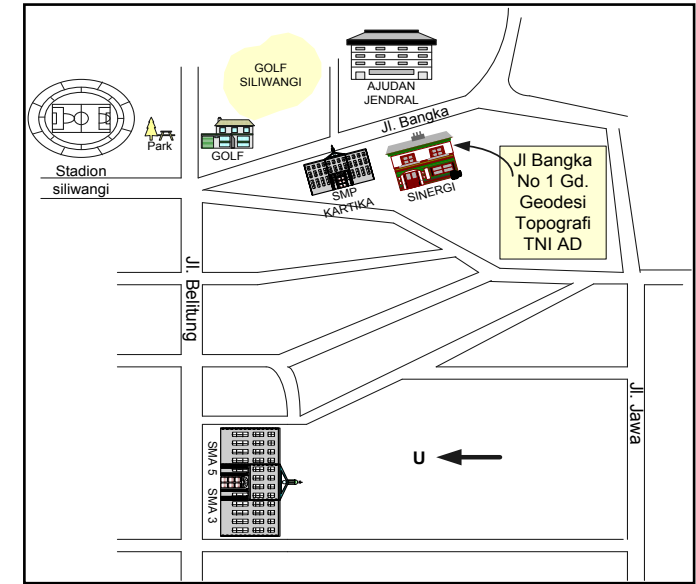 GOLF
SILIWANGI
AJUDAN
JENDRAL
Jl. Bangka
Park
GOLF
Stadion
siliwangi
SMP
KARTIKA
SINERGI
Jl Bangka
No 1 Gd.
Geodesi
Topografi
TNI AD
Jl. Belitung
Jl. Jawa
SMA 5
SMA 3
U